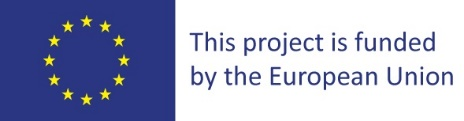 This project is funded
by the European Union